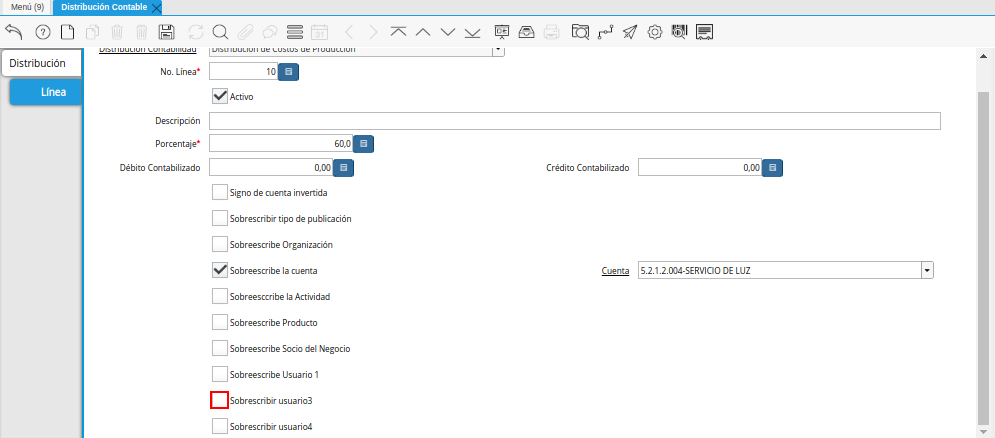 Menú (9) Distribución Contable
Distribución Línea
Distribución Contabilidad Distribución de Costos de Producción
No. Línea* 10
Activo
Descripción
Porcentaje* 60,0
Débito Contabilizado 0,00 Crédito Contabilizado 0,00
Signo de cuenta invertida
Sobrescribir tipo de publicación
Sobreescribe Organización
Sobreescribe la cuenta Cuenta 5.2.1.2.004-SERVICIO DE LUZ
Sobreesccribe la Actividad
Sobreescribe Producto
Sobreescribe Socio del Negocio
Sobreescribe Usuario 1
Sobrescribir usuario3
Sobrescribir usuario4